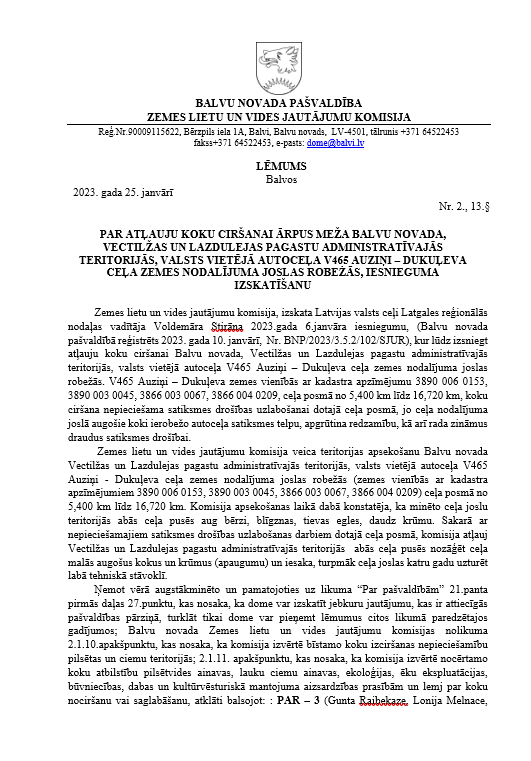 BALVU NOVADA PAŠVALDĪBA
ZEMES LIETU UN VIDES JAUTĀJUMU KOMISIJA
Reģ.Nr.90009115622, Bērzpils iela 1A, Balvi, Balvu novads, LV-4501, tālrunis +371 64522453
fakss+371 64522453, e-pasts: dome@balvi.lv
LĒMUMS
Balvos
2023. gada 25. janvārī
Nr. 2., 13.§
PAR ATĻAUJU KOKU CIRŠANAI ĀRPUS MEŽA BALVU NOVADA,
VECTILŽAS UN LAZDULEJAS PAGASTU ADMINISTRATĪVAJĀS
TERITORIJĀS, VALSTS VIETĒJĀ AUTOCEĻA V465 AUZIŅI – DUKUĻEVA
CEĻA ZEMES NODALĪJUMA JOSLAS ROBEŽĀS, IESNIEGUMA
IZSKATĪŠANU
Zemes lietu un vides jautājumu komisija, izskata Latvijas valsts ceļi Latgales reģionālās
nodaļas vadītāja Voldemāra Stirāna 2023.gada 6.janvāra iesniegumu, (Balvu novada
pašvaldībā reģistrēts 2023. gada 10. janvārī, Nr. BNP/2023/3.5.2/102/SJUR), kur lūdz izsniegt
atļauju koku ciršanai Balvu novada, Vectilžas un Lazdulejas pagastu administratīvajās
teritorijās, valsts vietējā autoceļa V465 Auziņi – Dukuļeva ceļa zemes nodalījuma joslas
robežās. V465 Auziņi – Dukuļeva zemes vienībās ar kadastra apzīmējumu 3890 006 0153,
3890 003 0045, 3866 003 0067, 3866 004 0209, ceļa posmā no 5,400 km līdz 16,720 km, koku
ciršana nepieciešama satiksmes drošības uzlabošanai dotajā ceļa posmā, jo ceļa nodalījuma
joslā augošie koki ierobežo autoceļa satiksmes telpu, apgrūtina redzamību, kā arī rada zināmus
draudus satiksmes drošībai.
Zemes lietu un vides jautājumu komisija veica teritorijas apsekošanu Balvu novada
Vectilžas un Lazdulejas pagastu administratīvajās teritorijās, valsts vietējā autoceļa V465
Auziņi - Dukuļeva ceļa zemes nodalījuma joslas robežās (zemes vienībās ar kadastra
apzīmējumiem 3890 006 0153, 3890 003 0045, 3866 003 0067, 3866 004 0209) ceļa posmā no
5,400 km līdz 16,720 km. Komisija apsekošanas laikā dabā konstatēja, ka minēto ceļa joslu
teritorijās abās ceļa pusēs aug bērzi, blīgznas, tievas egles, daudz krūmu. Sakarā ar
nepieciešamajiem satiksmes drošības uzlabošanas darbiem dotajā ceļa posmā, komisija atļauj
Vectilžas un Lazdulejas pagastu administratīvajās teritorijās abās ceļa pusēs nozāģēt ceļa
malās augošus kokus un krūmus (apaugumu) un iesaka, turpmāk ceļa joslas katru gadu uzturēt
labā tehniskā stāvoklī.
Ņemot vērā augstākminēto un pamatojoties uz likuma “Par pašvaldībām” 21.panta
pirmās daļas 27.punktu, kas nosaka, ka dome var izskatīt jebkuru jautājumu, kas ir attiecīgās
pašvaldības pārziņā, turklāt tikai dome var pieņemt lēmumus citos likumā paredzētajos
gadījumos; Balvu novada Zemes lietu un vides jautājumu komisijas nolikuma
2.1.10.apakšpunktu, kas nosaka, ka komisija izvērtē bīstamo koku izciršanas nepieciešamību
pilsētas un ciemu teritorijās; 2.1.11. apakšpunktu, kas nosaka, ka komisija izvērtē nocērtamo
koku atbilstību pilsētvides ainavas, lauku ciemu ainavas, ekoloģijas, ēku ekspluatācijas,
būvniecības, dabas un kultūrvēsturiskā mantojuma aizsardzības prasībām un lemj par koku
nociršanu vai saglabāšanu, atklāti balsojot: : PAR – 3 (Gunta Raibekaze, Lonija Melnace,